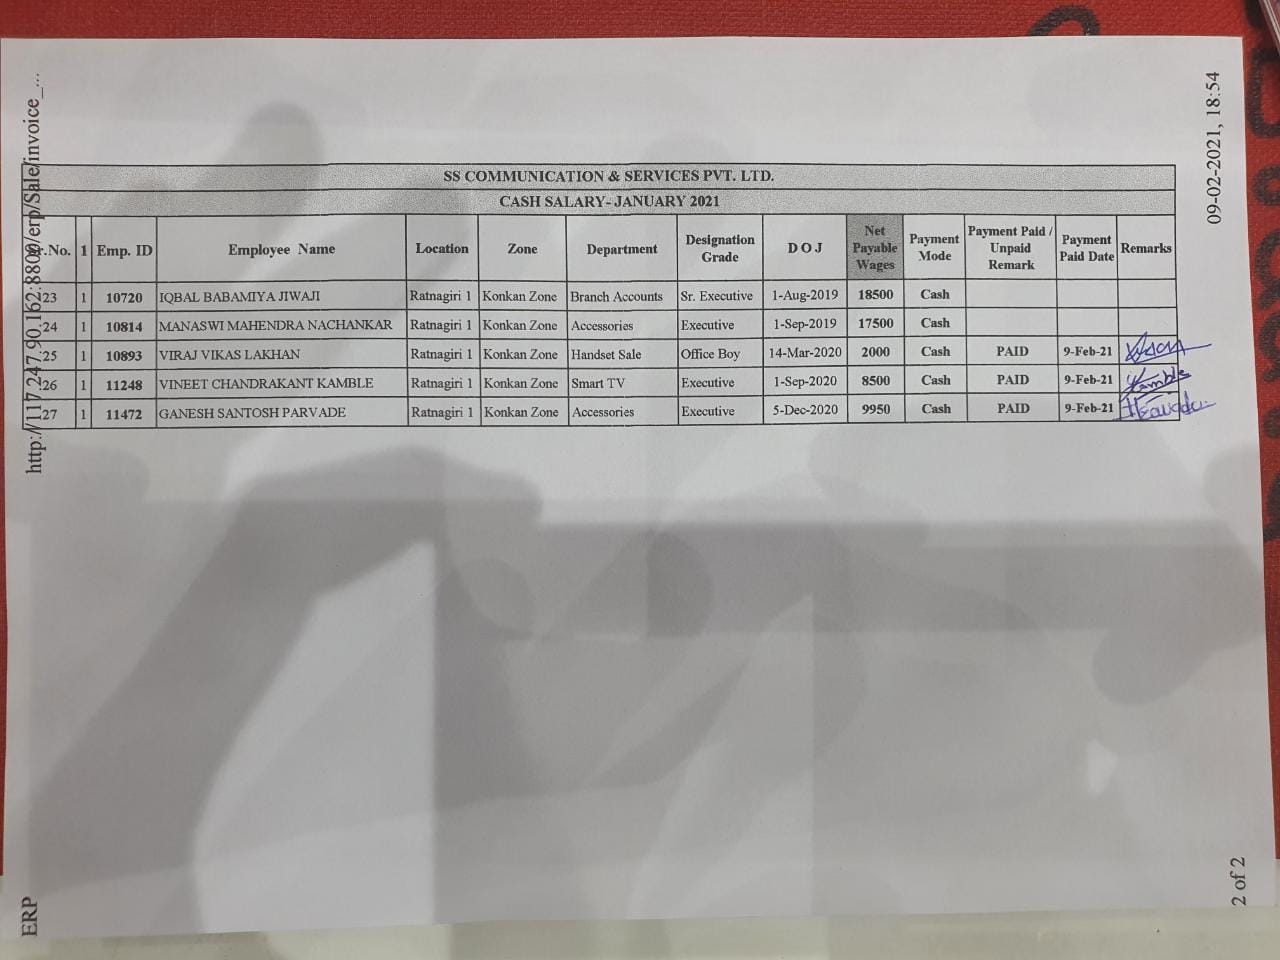 http://117.247.90.162:8800/erp/Sale/invoice_...
09-02-2021, 18:54
SS COMMUNICATION & SERVICES PVT. LTD.
CASH SALARY- JANUARY 2021
r.No. 1 Emp. ID Employee Name Location Zone Department Designation Grade D O J Net Payable Wages Payment Mode Payment Paid / Unpaid Remark Payment Paid Date Remarks
23 1 10720 IQBAL BABAMIYA JIWAJI Ratnagiri 1 Konkan Zone Branch Accounts Sr. Executive 1-Aug-2019 18500 Cash
24 1 10814 MANASWI MAHENDRA NACHANKAR Ratnagiri 1 Konkan Zone Accessories Executive 1-Sep-2019 17500 Cash
25 1 10893 VIRAJ VIKAS LAKHAN Ratnagiri 1 Konkan Zone Handset Sale Office Boy 14-Mar-2020 2000 Cash PAID 9-Feb-21
26 1 11248 VINEET CHANDRAKANT KAMBLE Ratnagiri 1 Konkan Zone Smart TV Executive 1-Sep-2020 8500 Cash PAID 9-Feb-21 Kamble
27 1 11472 GANESH SANTOSH PARVADE Ratnagiri 1 Konkan Zone Accessories Executive 5-Dec-2020 9950 Cash PAID 9-Feb-21
ERP
2 of 2